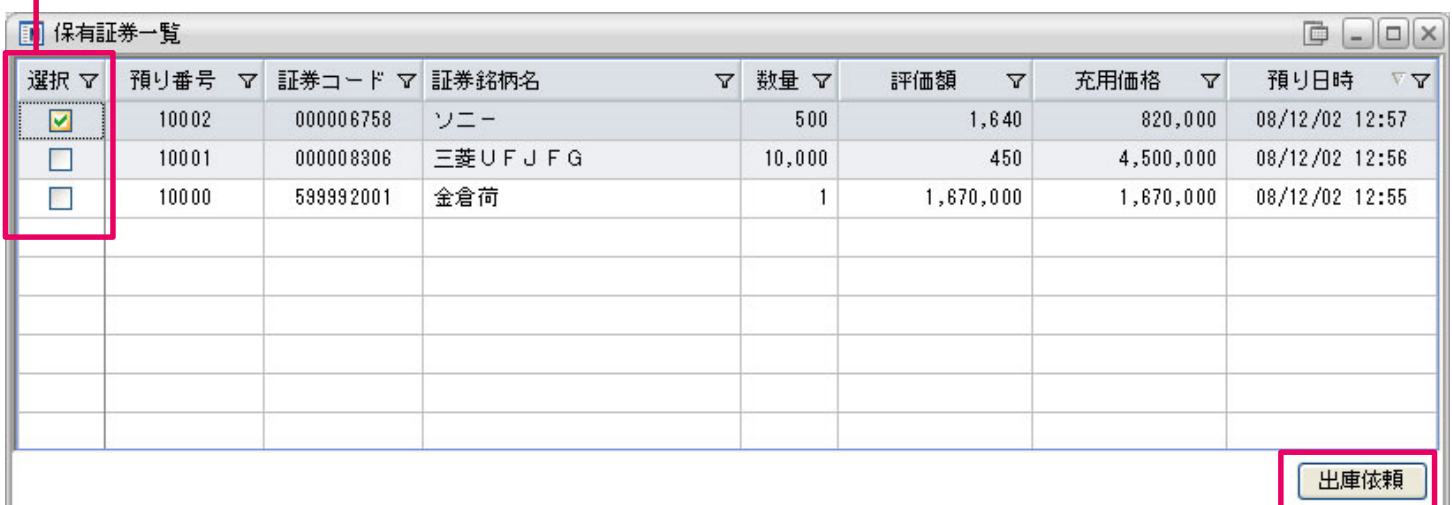 保有証券一覧
選択 預り番号 証券コード 証券銘柄名 数量 評価額 充用価格 預り日時
10002 000006758 ソニー 500 1,640 820,000 08/12/02 12:57
10001 000008306 三菱ＵＦＪＦＧ 10,000 450 4,500,000 08/12/02 12:56
10000 599992001 金倉荷 1 1,670,000 1,670,000 08/12/02 12:55
出庫依頼